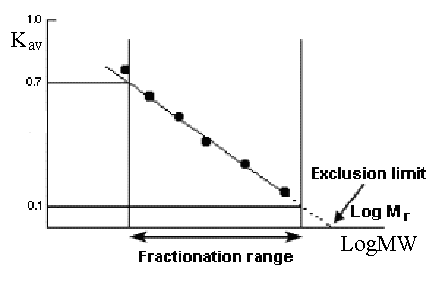 1.0
Kav
0.7
0.1
Exclusion limit
Log Mr
LogMW
Fractionation range